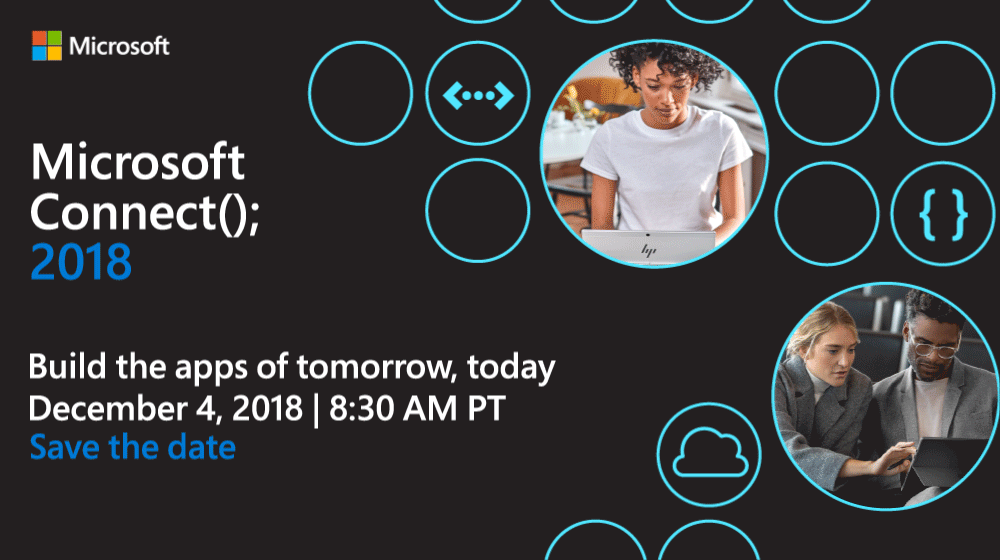 Microsoft
Microsoft
Connect();
2018
Build the apps of tomorrow, today
December 4, 2018 | 8:30 AM PT
Save the date
hp
{ }